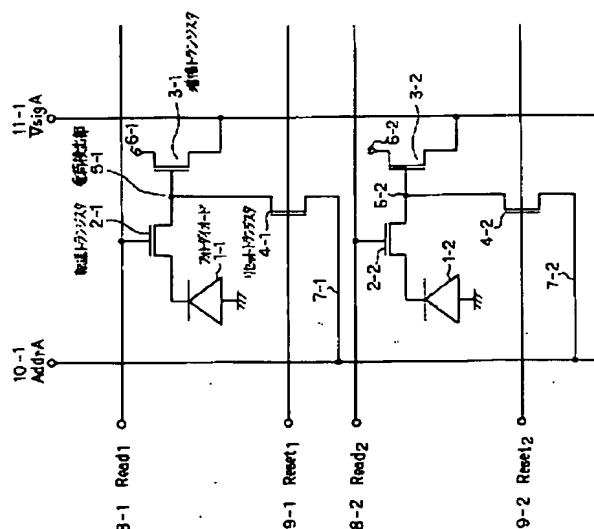 10-1
AddrA
11-1
VsigA
8-1 Read1
転送トランジスタ
2-1
電荷検出部
5-1
6-1
3-1
増幅トランジスタ
フォトダイオード
1-1
リセットトランジスタ
4-1
7-1
9-1 Reset1
8-2 Read2
2-2
5-2
6-2
3-2
1-2
4-2
7-2
9-2 Reset2